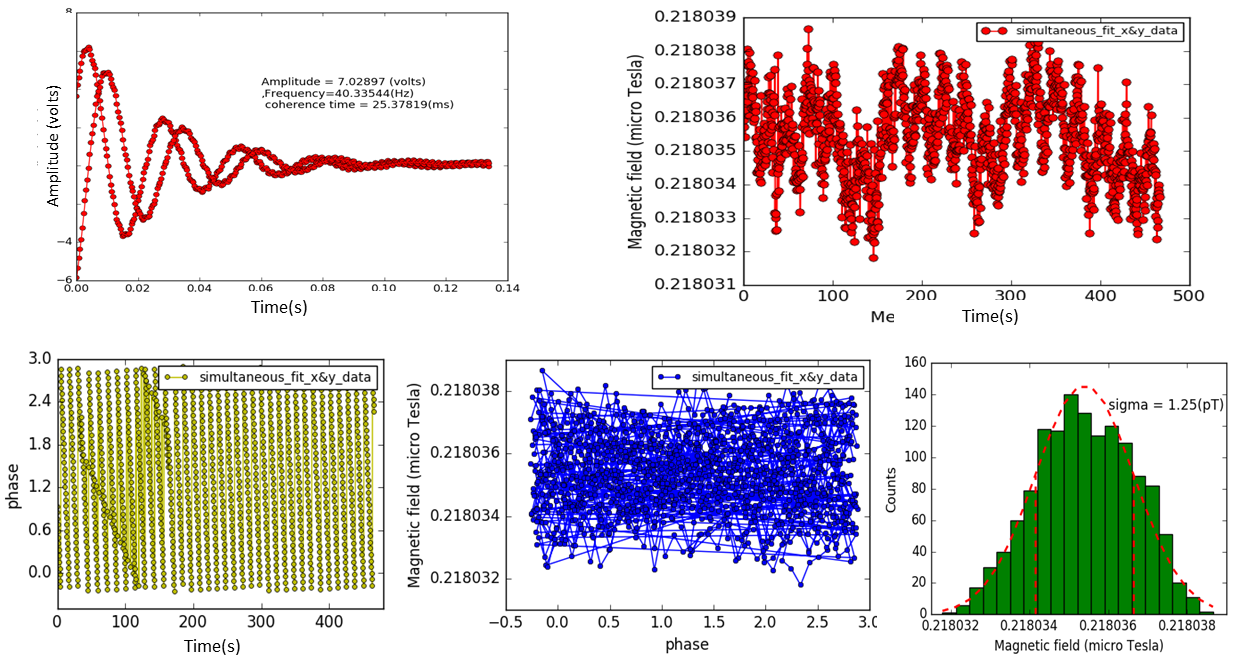 8
-4
-6
Amplitude (volts)
Amplitude = 7.02897 (volts)
,Frequency=40.33544(Hz)
coherence time = 25.37819(ms)
0.00 0.02 0.04 0.06 0.08 0.10 0.12 0.14
Time(s)
0.218039
0.218038
0.218037
0.218036
0.218035
0.218034
0.218033
0.218032
0.218031
Magnetic field (micro Tesla)
simultaneous_fit_x&y_data
0 100 200 300 400 500
Me
Time(s)
3.0
2.4
1.8
1.2
0.6
0.0
phase
simultaneous_fit_x&y_data
0 100 200 300 400
Time(s)
0.218038
0.218036
0.218034
0.218032
Magnetic field (micro Tesla)
simultaneous_fit_x&y_data
−0.5 0.0 0.5 1.0 1.5 2.0 2.5 3.0
phase
160
140
120
100
80
60
40
20
0
Counts
sigma = 1.25(pT)
0.218032 0.218034 0.218036 0.218038
Magnetic field (micro Tesla)